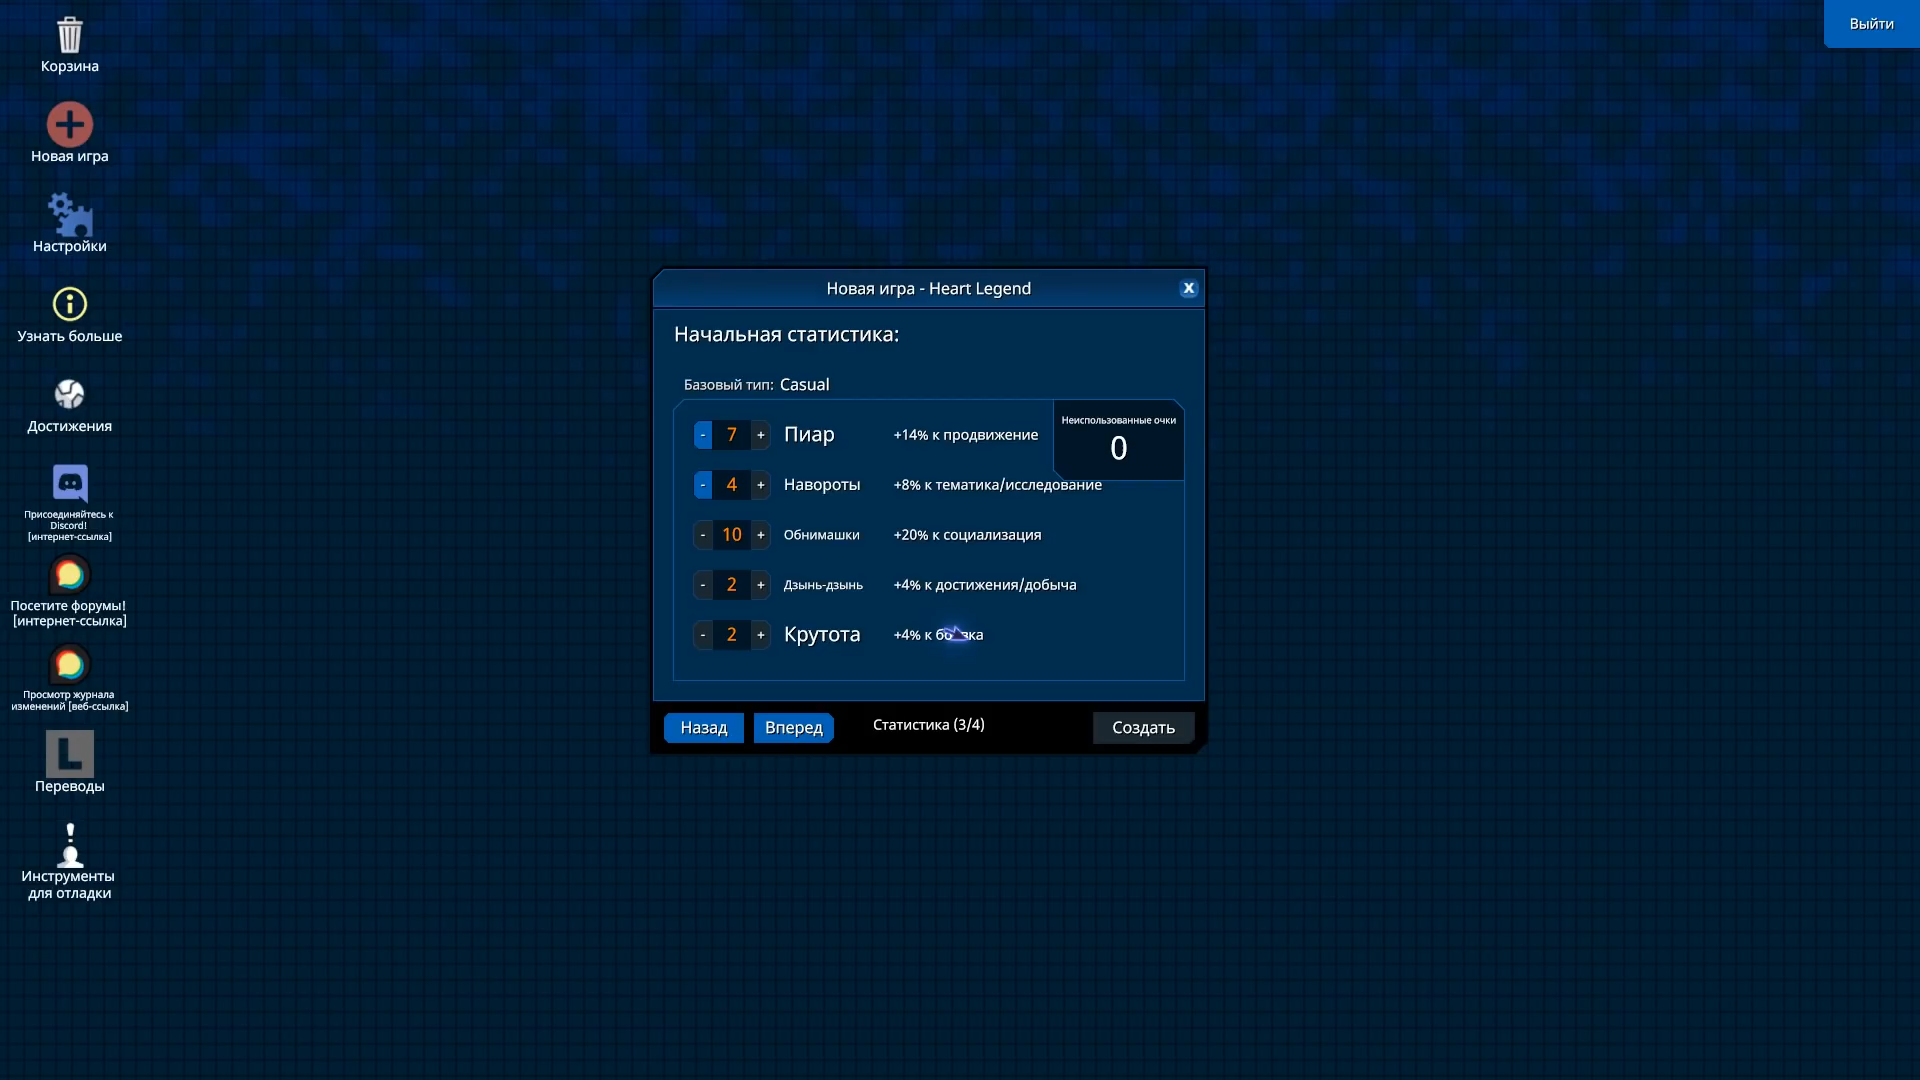 Выйти
Корзина
Новая игра
Настройки
Узнать больше
Достижения
Присоединяйтесь к
Discord!
[интернет-ссылка]
Посетите форумы!
[интернет-ссылка]
Просмотр журнала
изменений [веб-ссылка]
L
Переводы
Инструменты
для отладки
Новая игра - Heart Legend
X
Начальная статистика:
Базовый тип: Casual
Неиспользованные очки
0
- 7 + Пиар +14% к продвижение
- 4 + Навороты +8% к тематика/исследование
- 10 + Обнимашки +20% к социализация
- 2 + Дзынь-дзынь +4% к достижения/добыча
- 2 + Крутота +4% к
Назад
Вперед
Статистика (3/4)
Создать